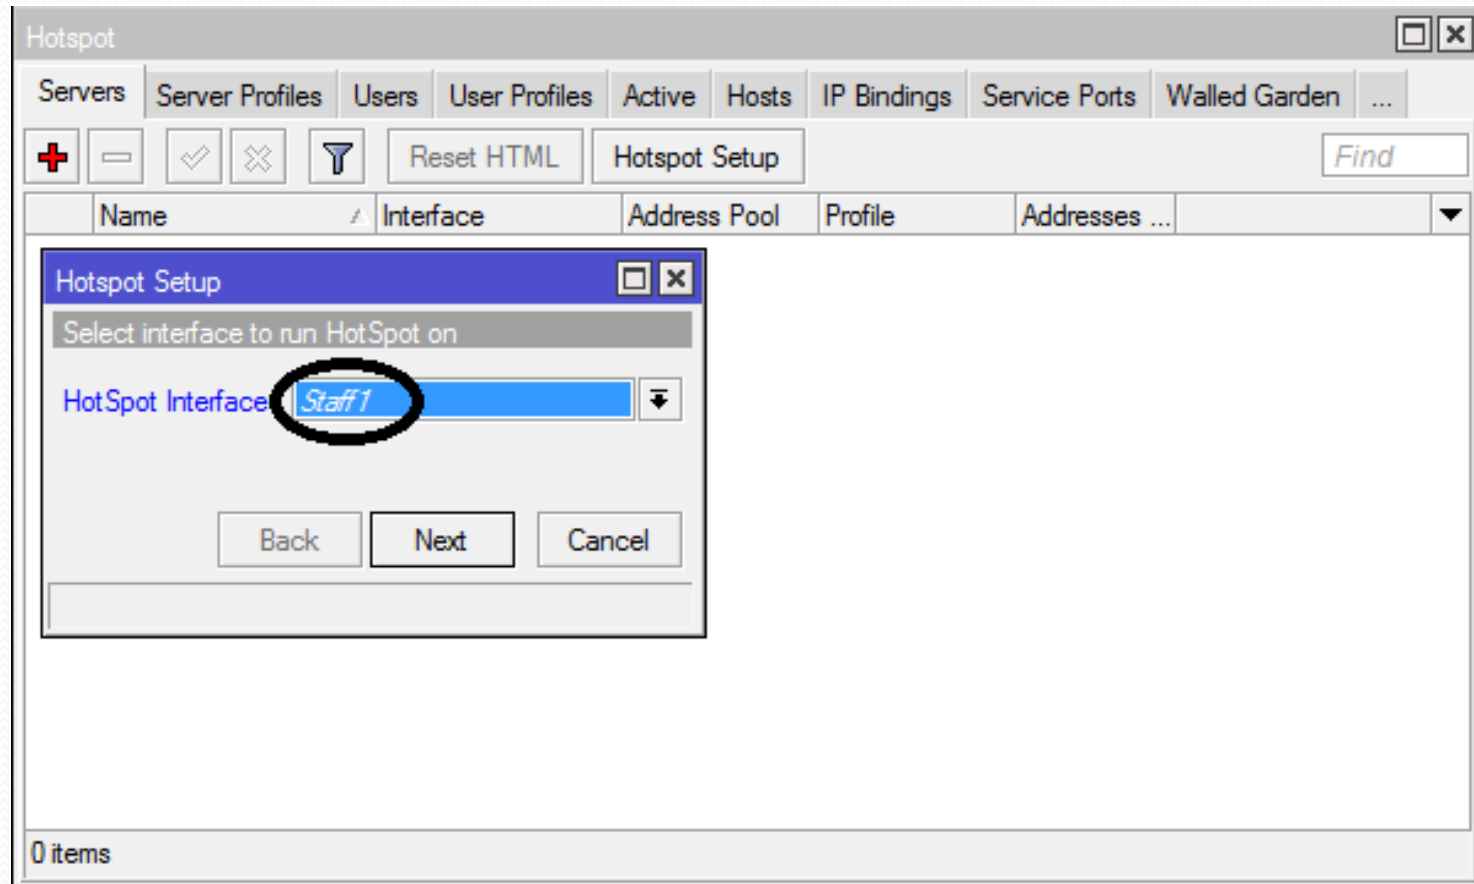 Hotspot
Servers Server Profiles Users User Profiles Active Hosts IP Bindings Service Ports Walled Garden ...
Reset HTML Hotspot Setup Find
Name Interface Address Pool Profile Addresses ...
Hotspot Setup
Select interface to run HotSpot on
HotSpot Interface Staff1
Back Next Cancel
0 items